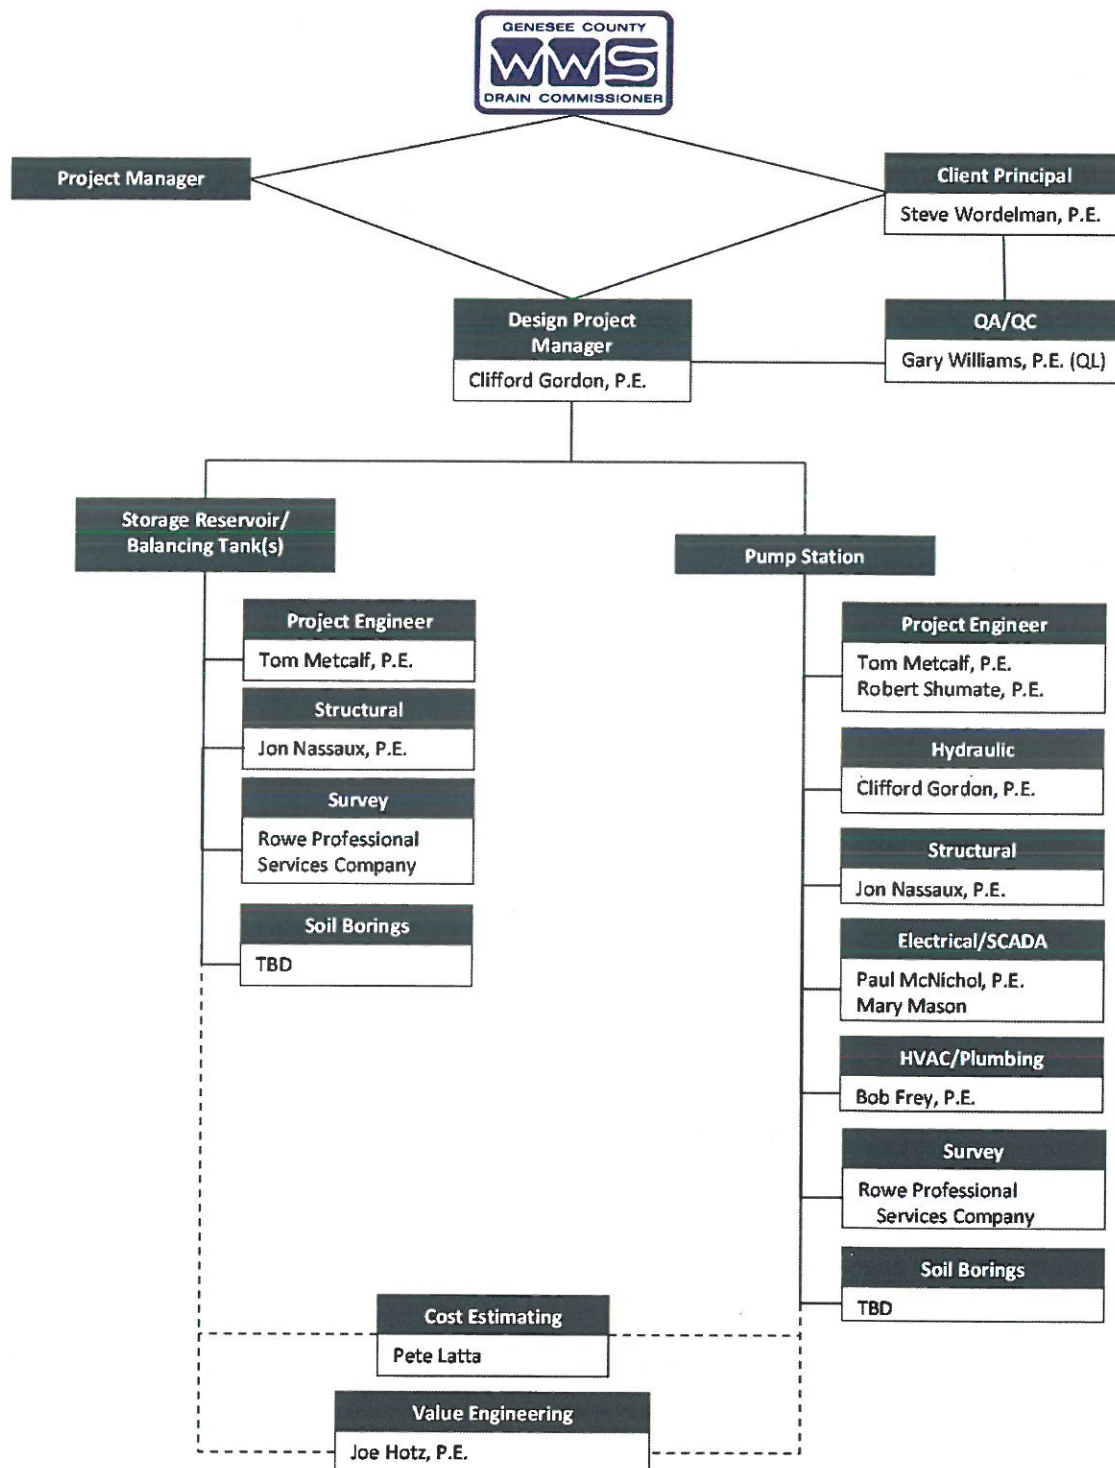 GENESEE COUNTY
WWS
DRAIN COMMISSIONER
Project Manager
Client Principal
Steve Wordelman, P.E.
Design Project
Manager
Clifford Gordon, P.E.
QA/QC
Gary Williams, P.E. (QL)
Storage Reservoir/
Balancing Tank(s)
Project Engineer
Tom Metcalf, P.E.
Structural
Jon Nassaux, P.E.
Survey
Rowe Professional
Services Company
Soil Borings
TBD
Pump Station
Project Engineer
Tom Metcalf, P.E.
Robert Shumate, P.E.
Hydraulic
Clifford Gordon, P.E.
Structural
Jon Nassaux, P.E.
Electrical/SCADA
Paul McNichol, P.E.
Mary Mason
HVAC/Plumbing
Bob Frey, P.E.
Survey
Rowe Professional
Services Company
Soil Borings
TBD
Cost Estimating
Pete Latta
Value Engineering
Joe Hotz, P.E.